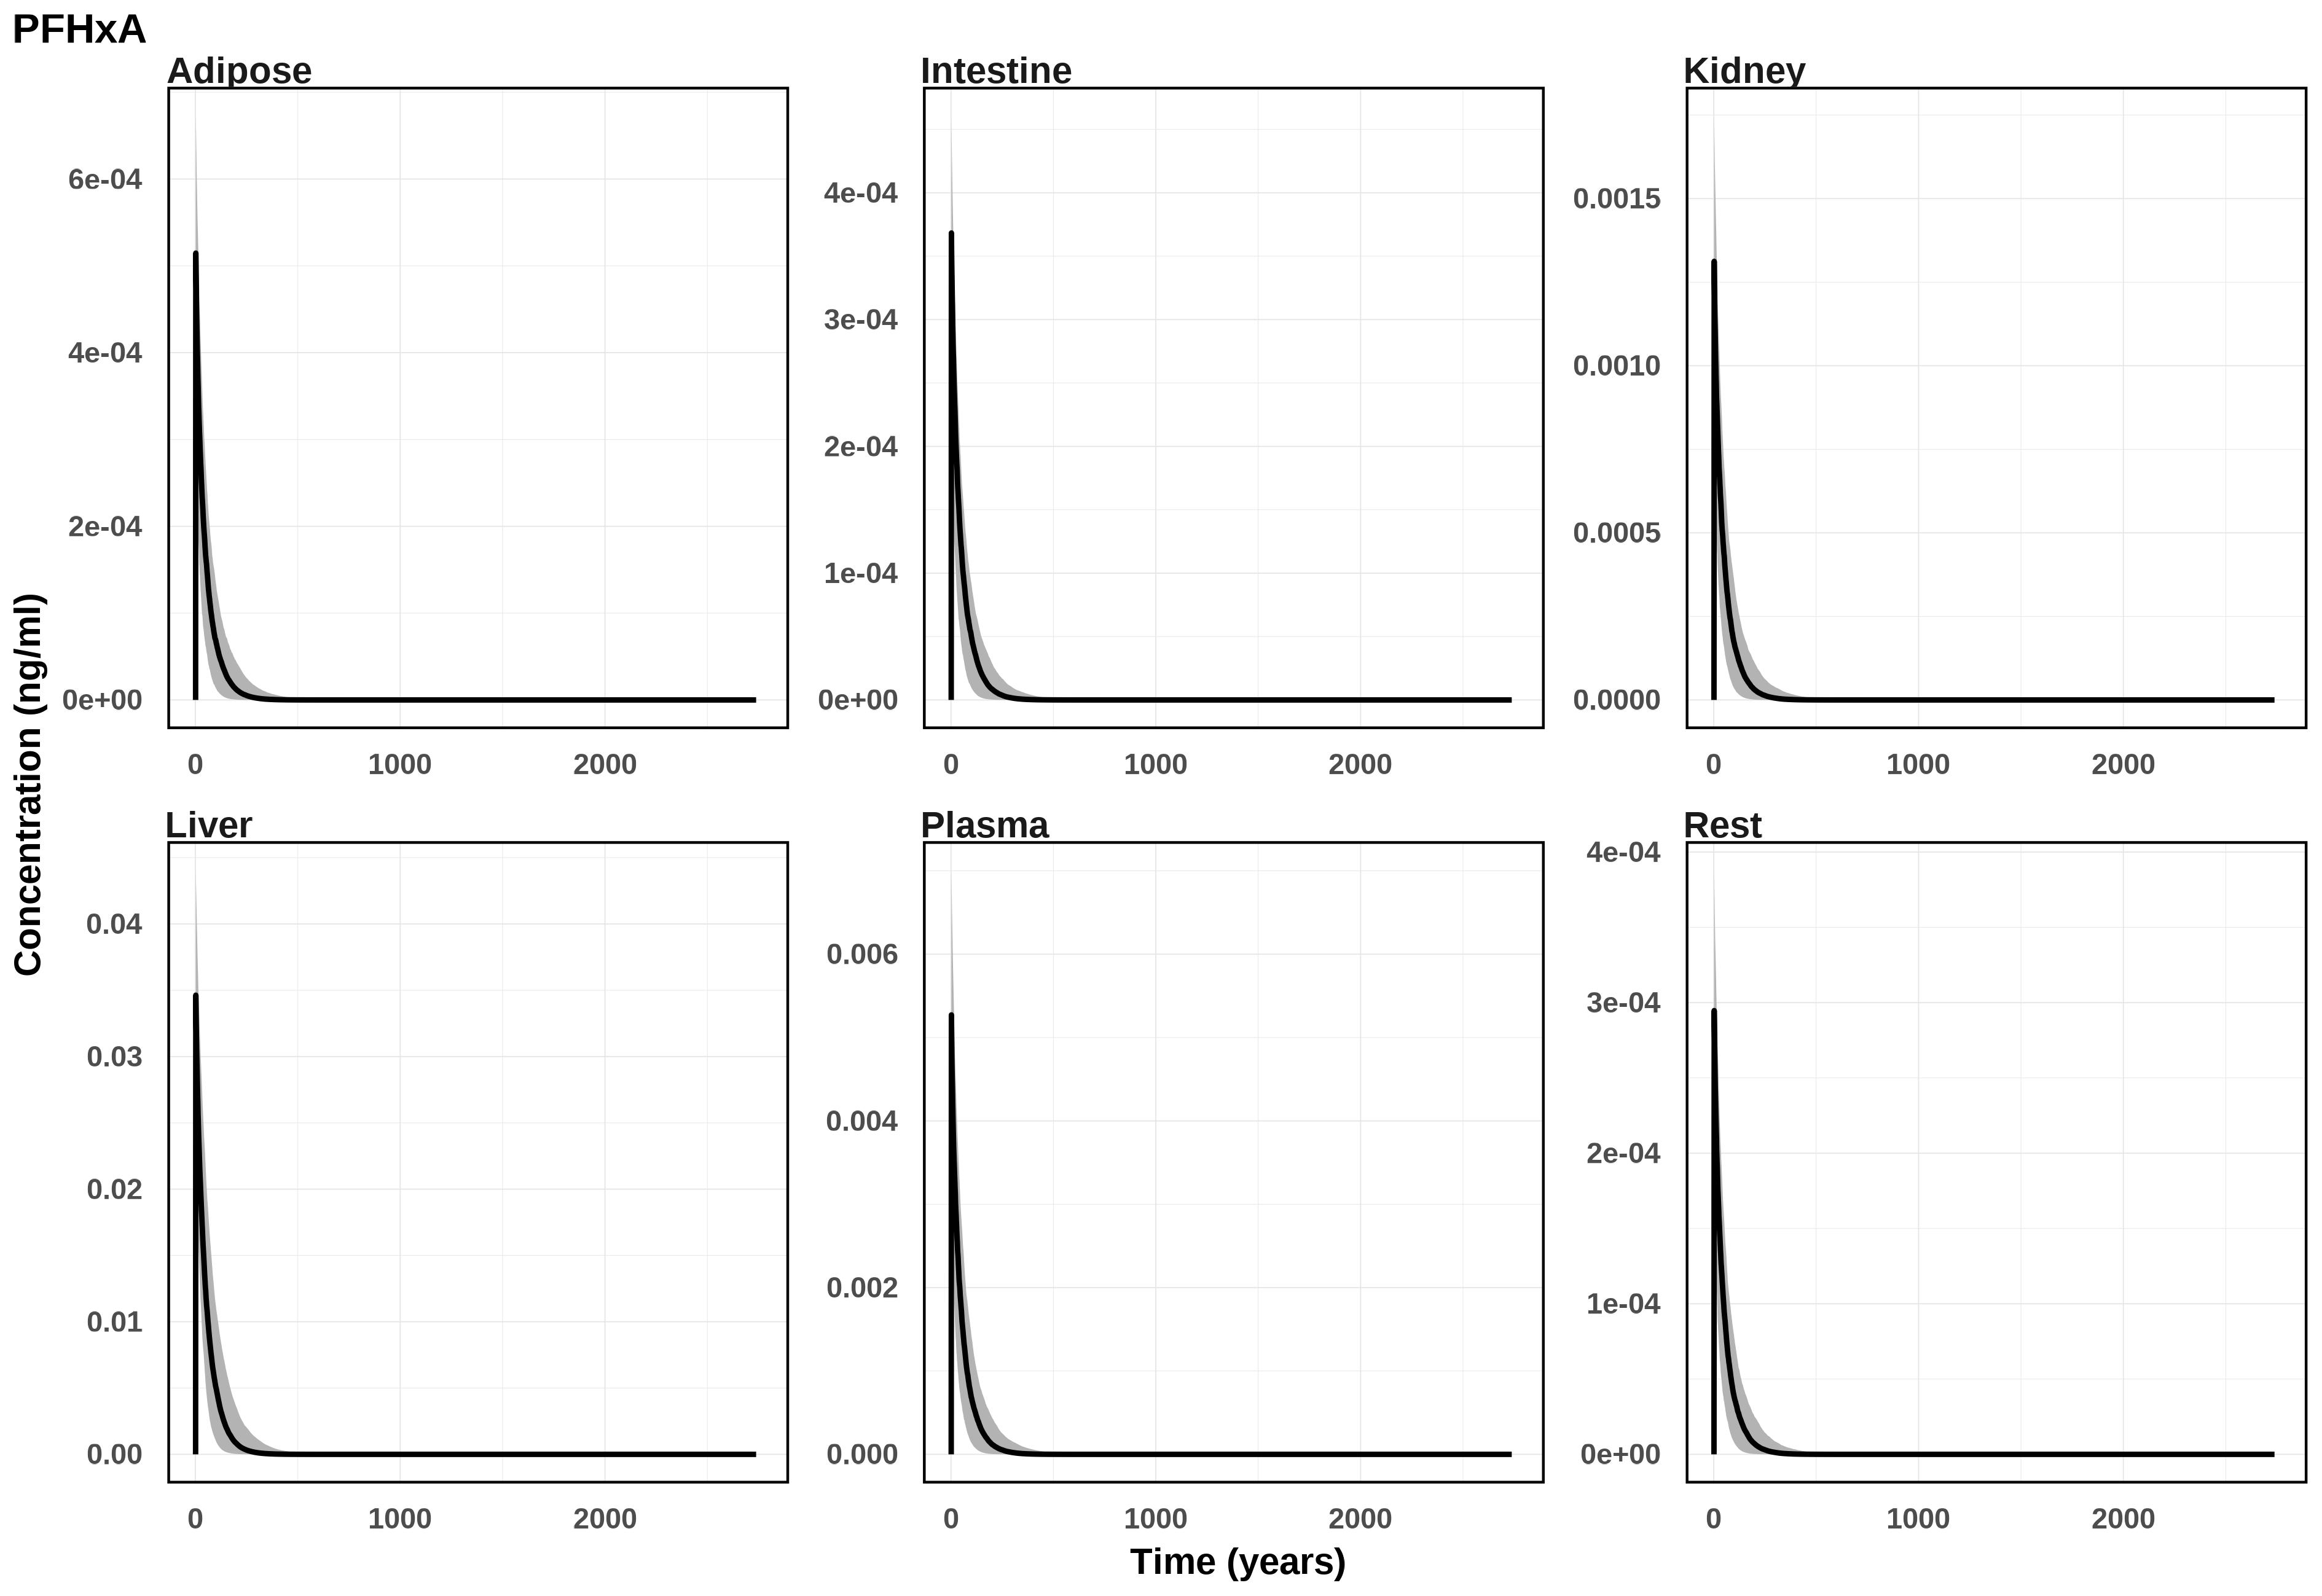 PFHxA
Adipose Intestine Kidney
6e-04
4e-04
2e-04
0e+00
0 1000 2000
4e-04
3e-04
2e-04
1e-04
0e+00
0 1000 2000
0.0015
0.0010
0.0005
0.0000
0 1000 2000
Concentration (ng/ml)
Liver Plasma Rest
0.04
0.03
0.02
0.01
0.00
0 1000 2000
0.006
0.004
0.002
0.000
0 1000 2000
4e-04
3e-04
2e-04
1e-04
0e+00
0 1000 2000
Time (years)